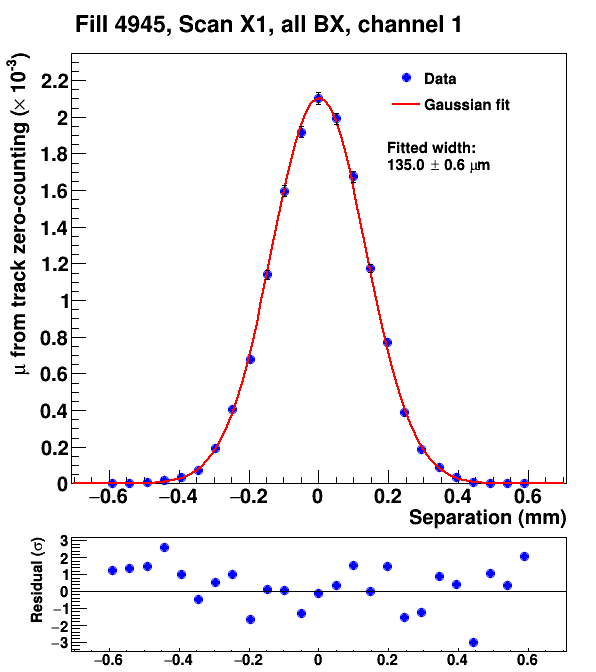 Fill 4945, Scan X1, all BX, channel 1
μ from track zero-counting (× 10⁻³)
2.2
2
1.8
1.6
1.4
1.2
1
0.8
0.6
0.4
0.2
0
Data
Gaussian fit
Fitted width:
135.0 ± 0.6 μm
−0.6 −0.4 −0.2 0 0.2 0.4 0.6
Separation (mm)
Residual (σ)
3
2
1
0
−1
−2
−3
−0.6 −0.4 −0.2 0 0.2 0.4 0.6